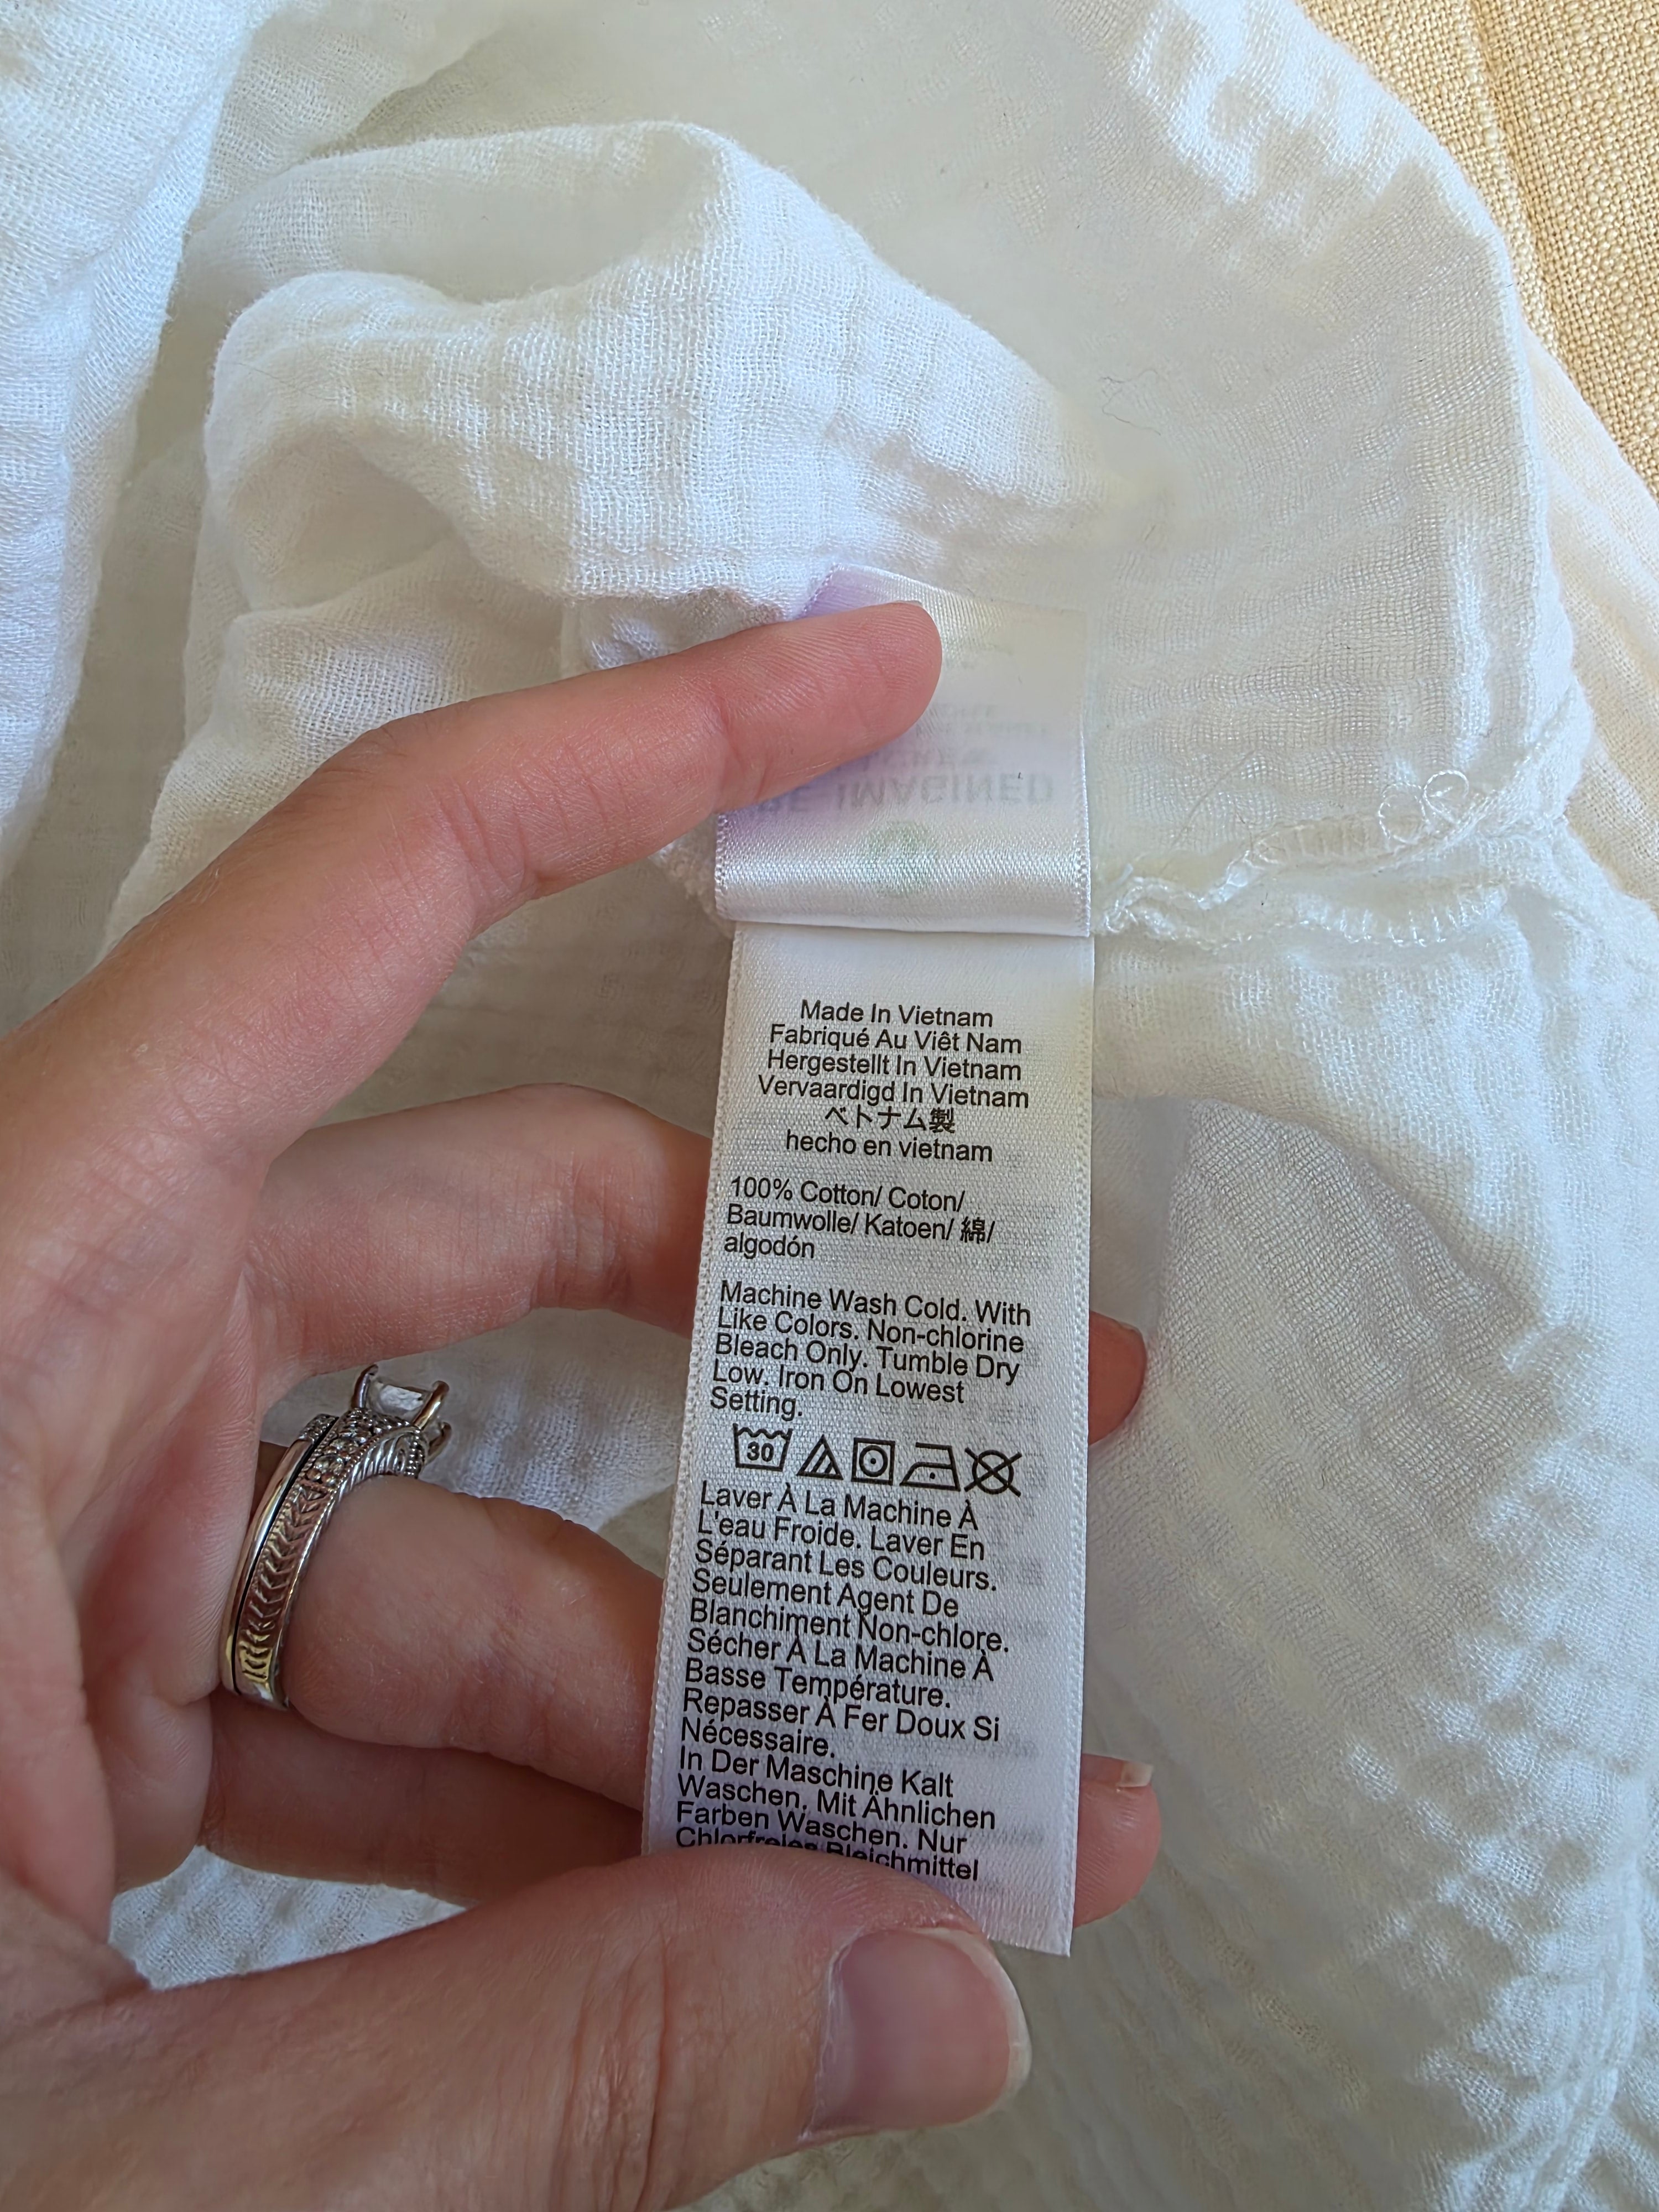 Made In Vietnam
Fabriqué Au Viêt Nam
Hergestellt In Vietnam
Vervaardigd In Vietnam
ベトナム製
hecho en vietnam
100% Cotton/ Coton/
Baumwolle/ Katoen/ 綿/
algodón
Machine Wash Cold. With
Like Colors. Non-chlorine
Bleach Only. Tumble Dry
Low. Iron On Lowest
Setting.
30
Laver À La Machine À
L'eau Froide. Laver En
Séparant Les Couleurs.
Seulement Agent De
Blanchiment Non-chlore.
Sécher À La Machine À
Basse Température.
Repasser À Fer Doux Si
Nécessaire.
In Der Maschine Kalt
Waschen. Mit Ähnlichen
Farben Waschen. Nur
Chlorfreies Bleichmittel